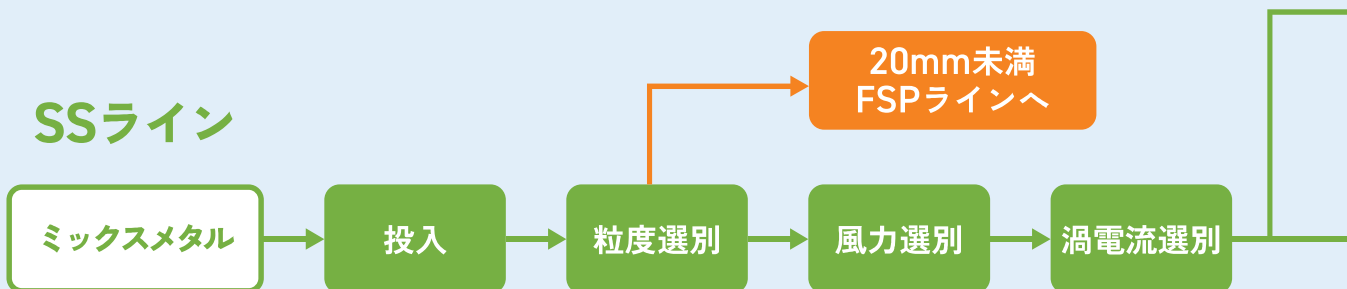 20mm未満
FSPラインへ
SSライン
ミックスメタル
投入
粒度選別
風力選別
渦電流選別